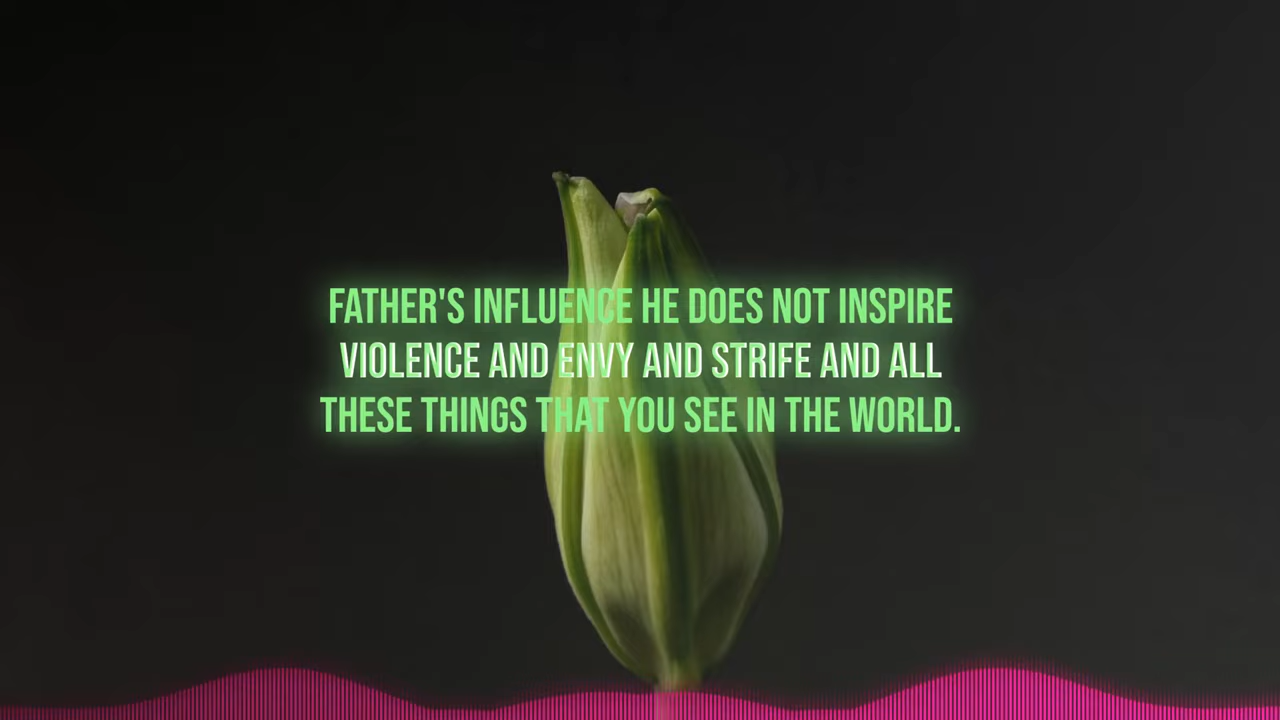 FATHER'S INFLUENCE HE DOES NOT INSPIRE
VIOLENCE AND ENVY AND STRIFE AND ALL
THESE THINGS THAT YOU SEE IN THE WORLD.